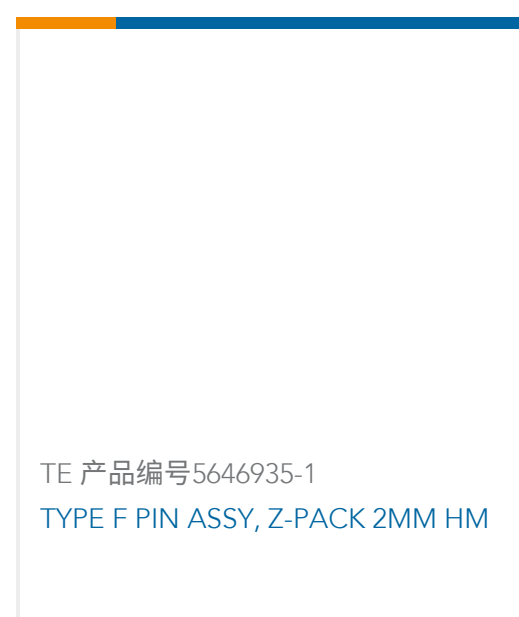 TE 产品编号5646935-1
TYPE F PIN ASSY, Z-PACK 2MM HM